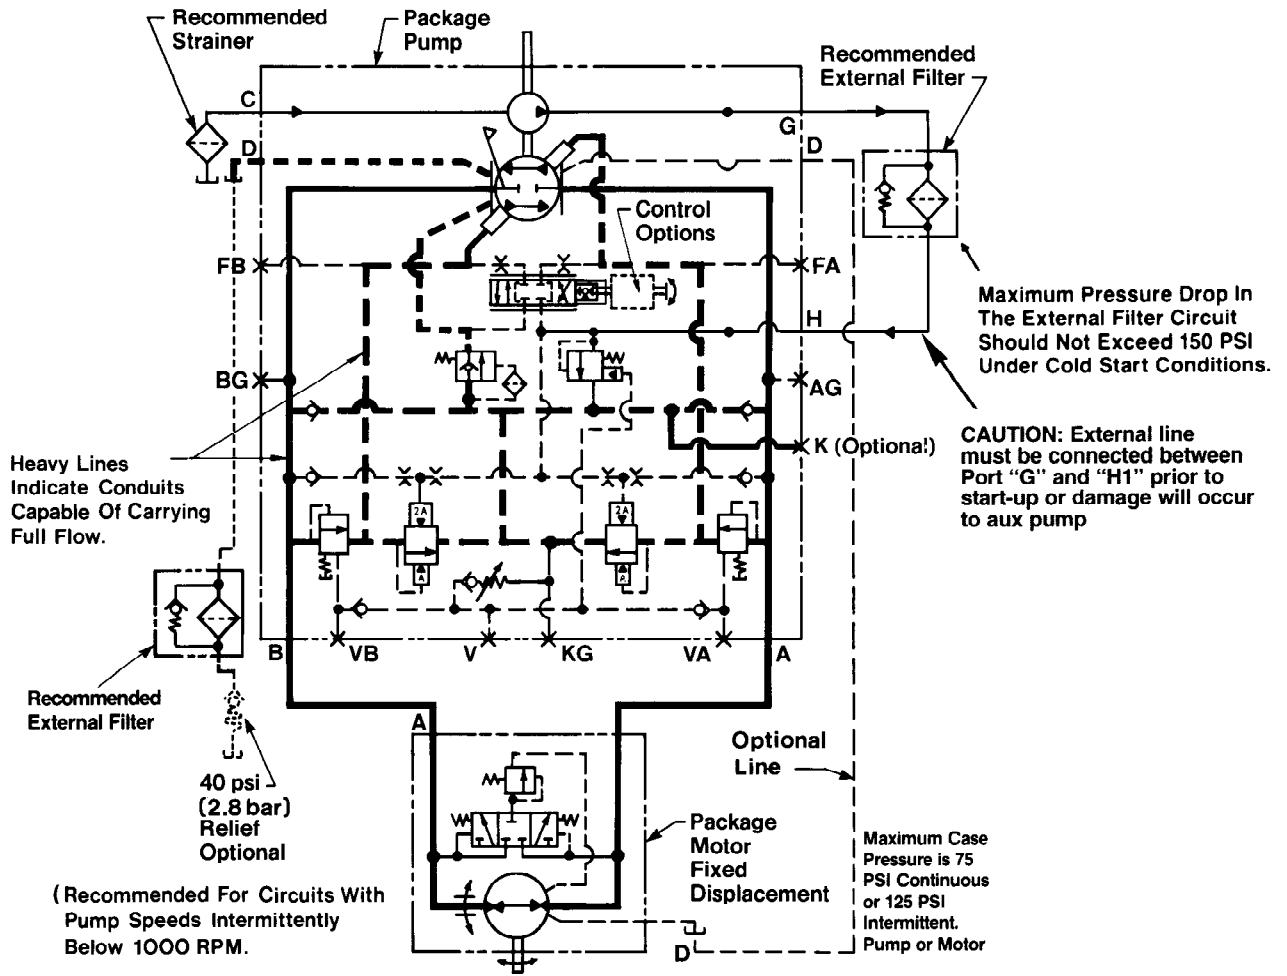 Recommended
Strainer
Package
Pump
Recommended
External Filter
C
G
D
D
Control
Options
FB
FA
H
Maximum Pressure Drop In
The External Filter Circuit
Should Not Exceed 150 PSI
Under Cold Start Conditions.
BG
AG
K (Optional)
CAUTION: External line
must be connected between
Port "G" and "H1" prior to
start-up or damage will occur
to aux pump
Heavy Lines
Indicate Conduits
Capable Of Carrying
Full Flow.
2A
2A
A
B
VB
V
KG
VA
A
Recommended
External Filter
A
Optional
Line
40 psi
(2.8 bar)
Relief
Optional
Package
Motor
Fixed
Displacement
Maximum Case
Pressure is 75
PSI Continuous
or 125 PSI
Intermittent.
Pump or Motor
(Recommended For Circuits With
Pump Speeds Intermittently
Below 1000 RPM.
D